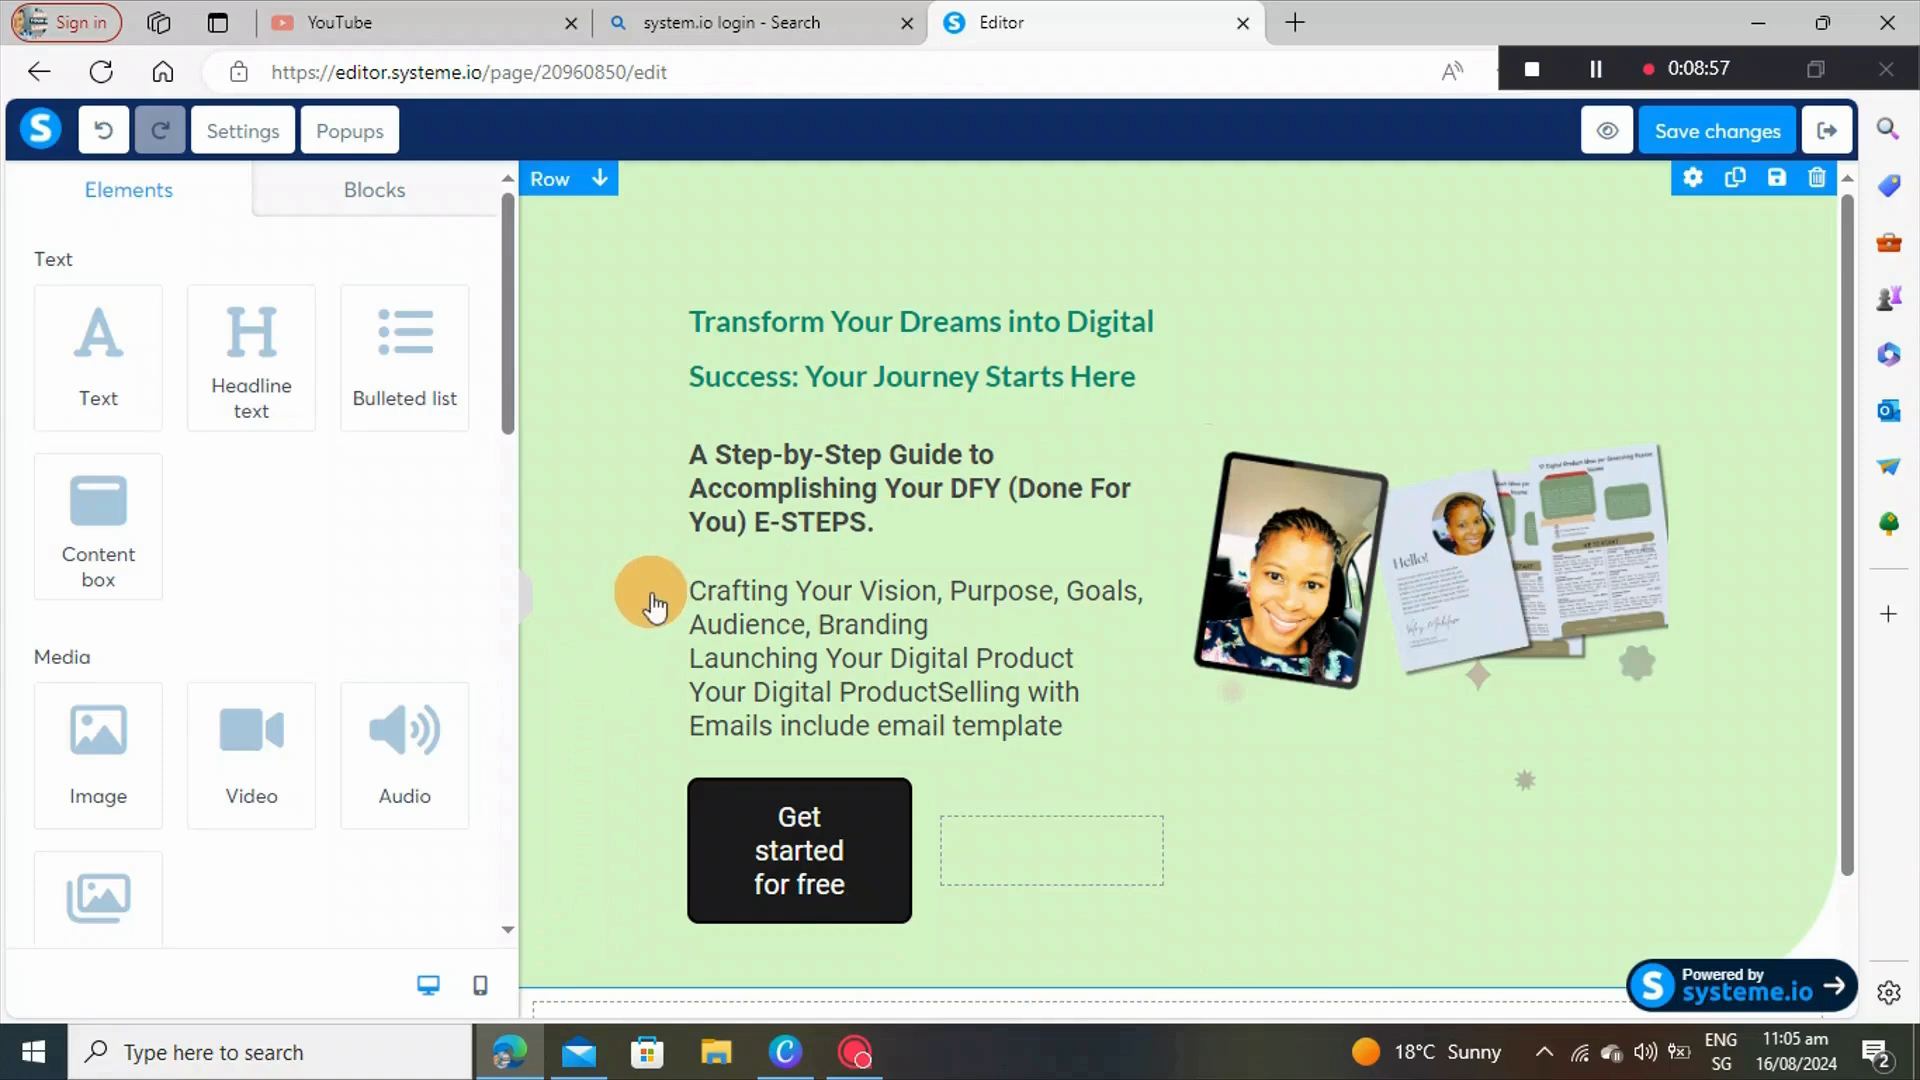 Sign in
YouTube
system.io login - Search
Editor
https://editor.systeme.io/page/20960850/edit
0:08:57
Settings
Popups
Save changes
Elements
Blocks
Row
Text
Text
Headline
text
Bulleted list
Content
box
Media
Image
Video
Audio
Transform Your Dreams into Digital
Success: Your Journey Starts Here
A Step-by-Step Guide to
Accomplishing Your DFY (Done For
You) E-STEPS.
Crafting Your Vision, Purpose, Goals,
Audience, Branding
Launching Your Digital Product
Your Digital ProductSelling with
Emails include email template
Get
started
for free
Hello!
Powered by
systeme.io
Type here to search
18°C Sunny
ENG
SG
11:05 am
16/08/2024
2